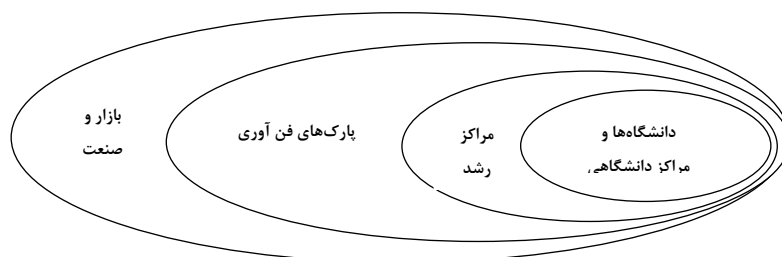 دانشگاه‌ها و
مراکز دانشگاهی
مراکز
رشد
پارک‌های فن آوری
بازار و
صنعت